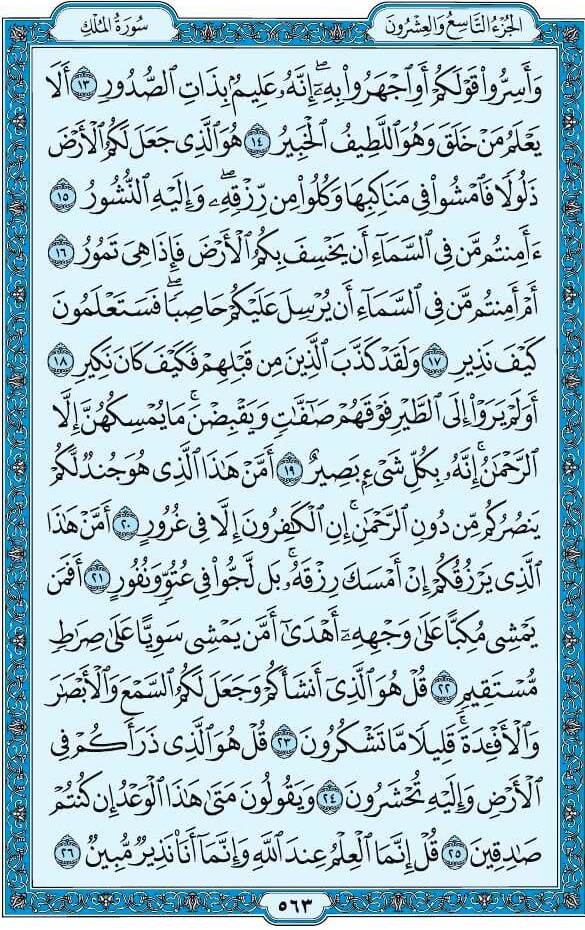 الجزء التاسع والعشرون
سورة الملك
وَأَسِرُّوا۟ قَوْلَكُمْ أَوِ ٱجْهَرُوا۟ بِهِۦٓ ۖ إِنَّهُۥ عَلِيمٌۢ بِذَاتِ ٱلصُّدُورِ ١٣ أَلَا
يَعْلَمُ مَنْ خَلَقَ وَهُوَ ٱللَّطِيفُ ٱلْخَبِيرُ ١٤ هُوَ ٱلَّذِى جَعَلَ لَكُمُ ٱلْأَرْضَ
ذَلُولًا فَٱمْشُوا۟ فِى مَنَاكِبِهَا وَكُلُوا۟ مِن رِّزْقِهِۦ ۖ وَإِلَيْهِ ٱلنُّشُورُ ١٥
ءَأَمِنتُم مَّن فِى ٱلسَّمَآءِ أَن يَخْسِفَ بِكُمُ ٱلْأَرْضَ فَإِذَا هِىَ تَمُورُ ١٦
أَمْ أَمِنتُم مَّن فِى ٱلسَّمَآءِ أَن يُرْسِلَ عَلَيْكُمْ حَاصِبًا ۖ فَسَتَعْلَمُونَ
كَيْفَ نَذِيرِ ١٧ وَلَقَدْ كَذَّبَ ٱلَّذِينَ مِن قَبْلِهِمْ فَكَيْفَ كَانَ نَكِيرِ ١٨
أَوَلَمْ يَرَوْا۟ إِلَى ٱلطَّيْرِ فَوْقَهُمْ صَٰٓفَّٰتٍ وَيَقْبِضْنَ ۚ مَا يُمْسِكُهُنَّ إِلَّا
ٱلرَّحْمَٰنُ ۚ إِنَّهُۥ بِكُلِّ شَىْءٍۭ بَصِيرٌ ١٩ أَمَّنْ هَٰذَا ٱلَّذِى هُوَ جُندٌ لَّكُمْ
يَنصُرُكُم مِّن دُونِ ٱلرَّحْمَٰنِ ۚ إِنِ ٱلْكَٰفِرُونَ إِلَّا فِى غُرُورٍ ٢٠ أَمَّنْ هَٰذَا
ٱلَّذِى يَرْزُقُكُمْ إِنْ أَمْسَكَ رِزْقَهُۥ ۚ بَل لَّجُّوا۟ فِى عُتُوٍّ وَنُفُورٍ ٢١ أَفَمَن
يَمْشِى مُكِبًّا عَلَىٰ وَجْهِهِۦٓ أَهْدَىٰٓ أَمَّن يَمْشِى سَوِيًّا عَلَىٰ صِرَٰطٍ
مُّسْتَقِيمٍ ٢٢ قُلْ هُوَ ٱلَّذِىٓ أَنشَأَكُمْ وَجَعَلَ لَكُمُ ٱلسَّمْعَ وَٱلْأَبْصَٰرَ
وَٱلْأَفْـِٔدَةَ ۖ قَلِيلًا مَّا تَشْكُرُونَ ٢٣ قُلْ هُوَ ٱلَّذِى ذَرَأَكُمْ فِى
ٱلْأَرْضِ وَإِلَيْهِ تُحْشَرُونَ ٢٤ وَيَقُولُونَ مَتَىٰ هَٰذَا ٱلْوَعْدُ إِن كُنتُمْ
صَٰدِقِينَ ٢٥ قُلْ إِنَّمَا ٱلْعِلْمُ عِندَ ٱللَّهِ وَإِنَّمَآ أَنَا۠ نَذِيرٌ مُّبِينٌ ٢٦
٥٦٣